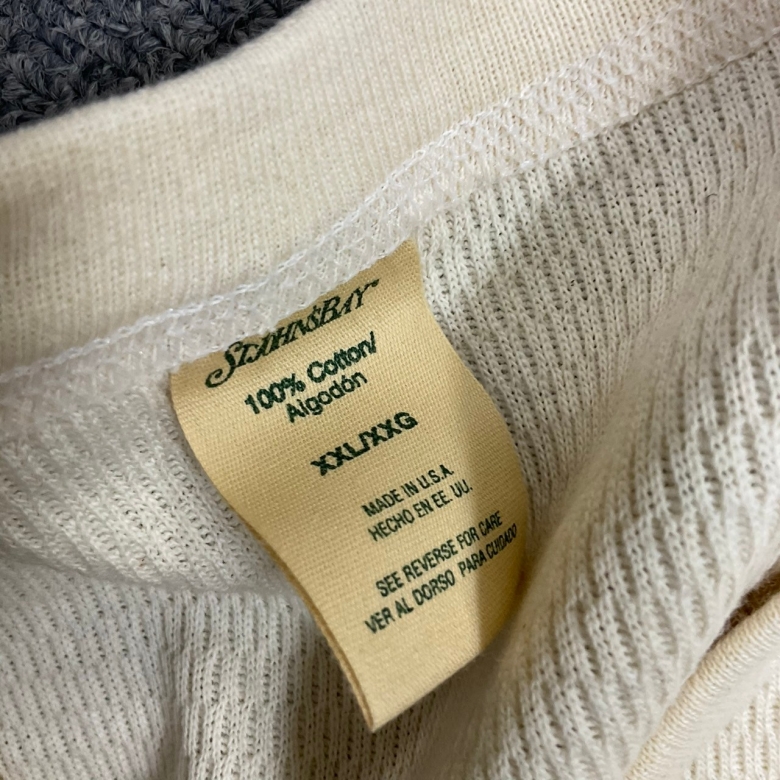 ST. JOHN'S BAY
100% Cotton/
Algodón
XXL/XXG
MADE IN U.S.A.
HECHO EN EE. UU.
SEE REVERSE FOR CARE
VER AL DORSO PARA CUIDADO